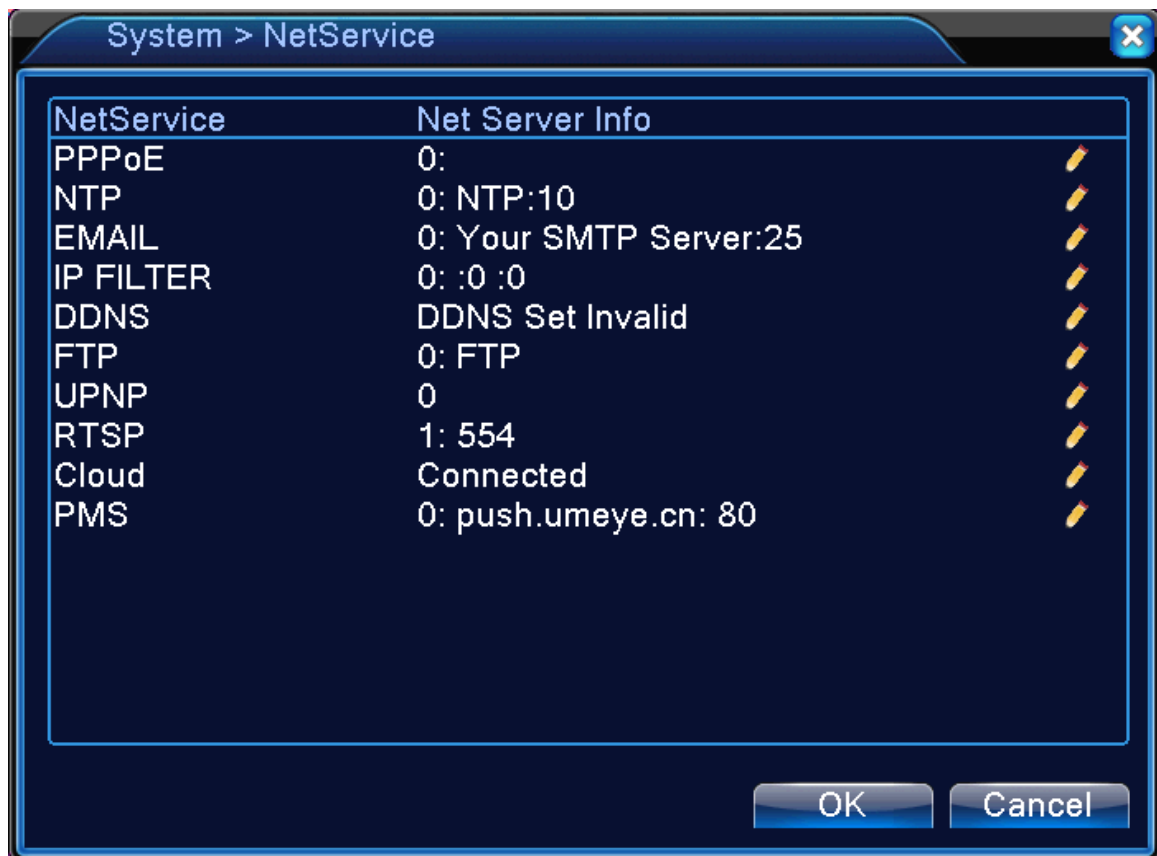 System > NetService
NetService Net Server Info
PPPoE 0:
NTP 0: NTP:10
EMAIL 0: Your SMTP Server:25
IP FILTER 0: :0 :0
DDNS DDNS Set Invalid
FTP 0: FTP
UPNP 0
RTSP 1: 554
Cloud Connected
PMS 0: push.umeye.cn: 80
OK Cancel